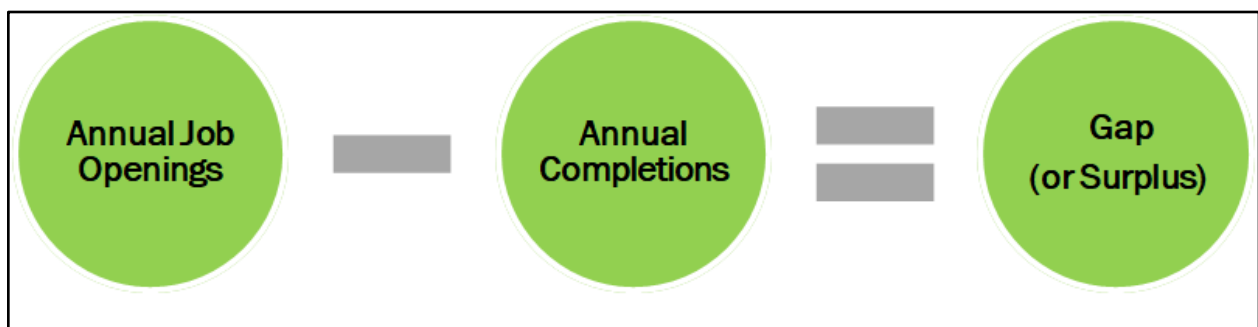 Annual Job
Openings
Annual
Completions
Gap
(or Surplus)